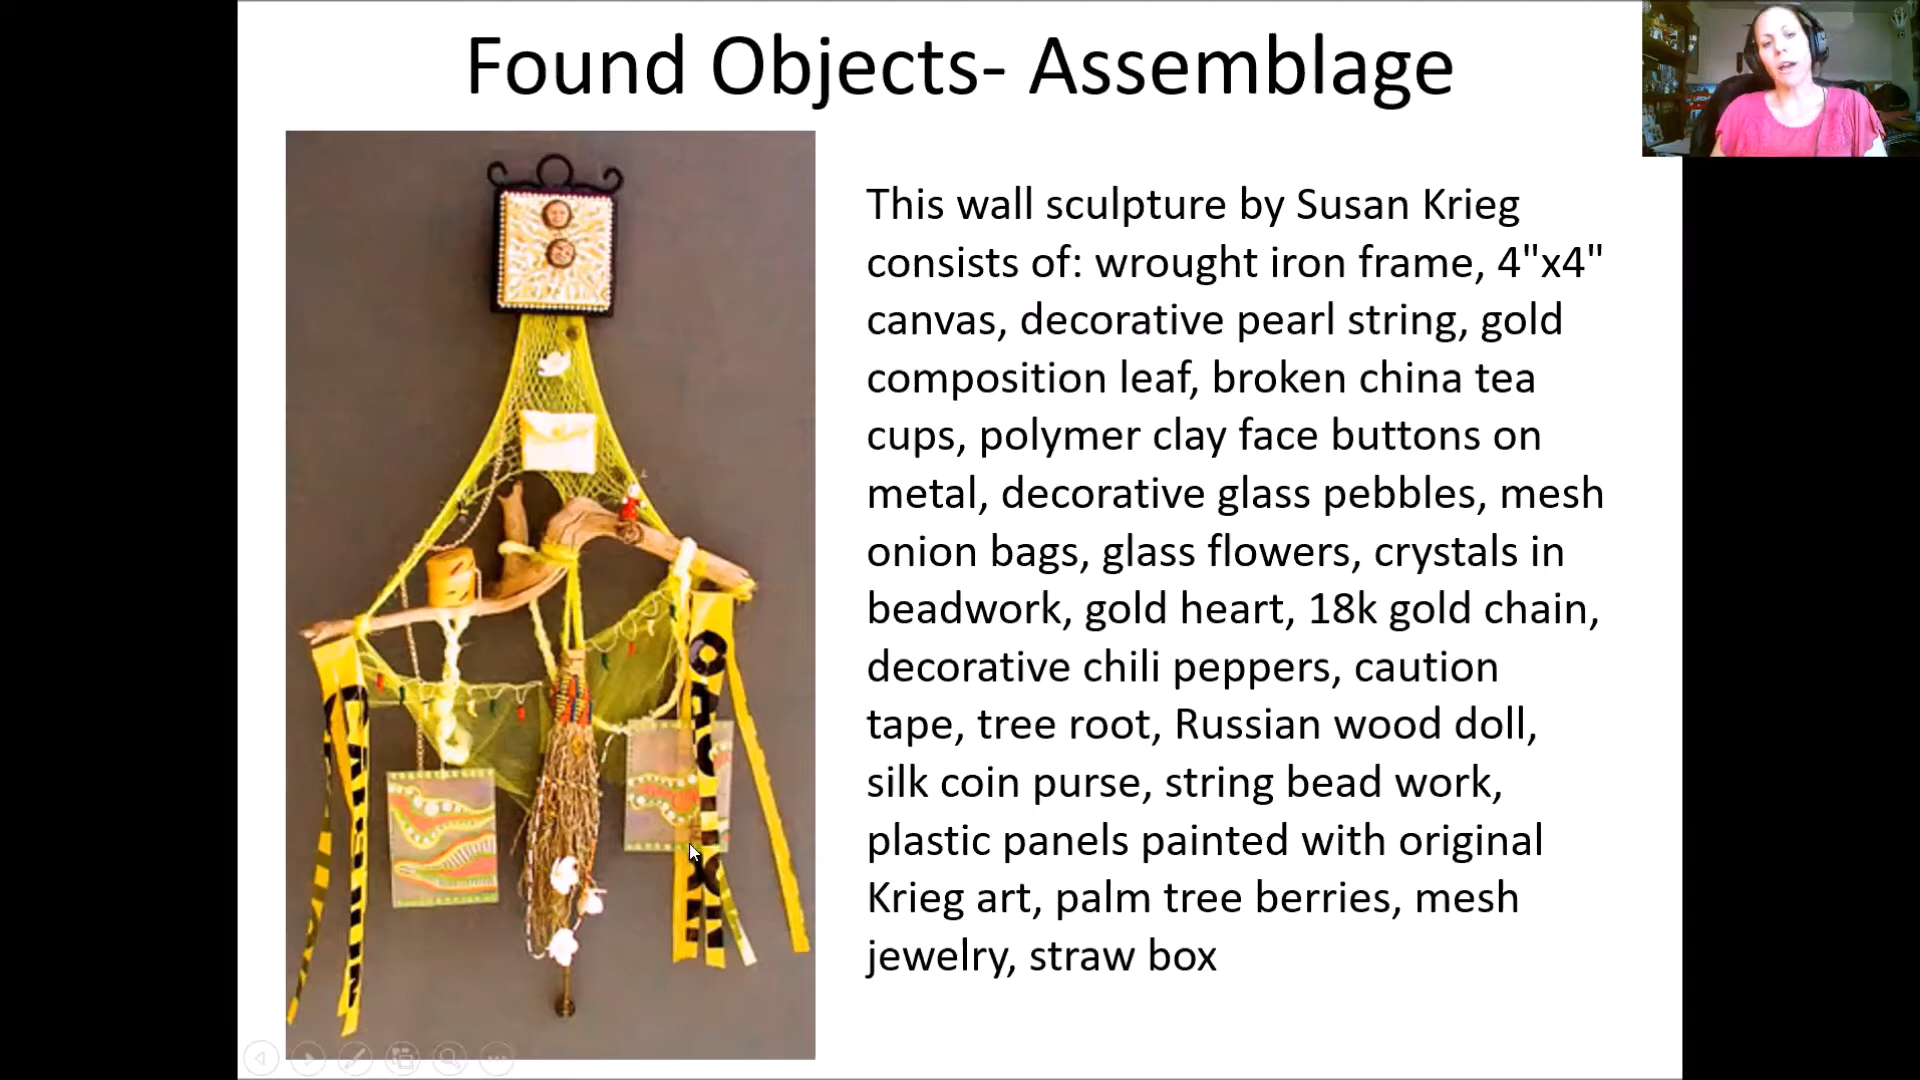 Found Objects- Assemblage
This wall sculpture by Susan Krieg
consists of: wrought iron frame, 4"x4"
canvas, decorative pearl string, gold
composition leaf, broken china tea
cups, polymer clay face buttons on
metal, decorative glass pebbles, mesh
onion bags, glass flowers, crystals in
beadwork, gold heart, 18k gold chain,
decorative chili peppers, caution
tape, tree root, Russian wood doll,
silk coin purse, string bead work,
plastic panels painted with original
Krieg art, palm tree berries, mesh
jewelry, straw box